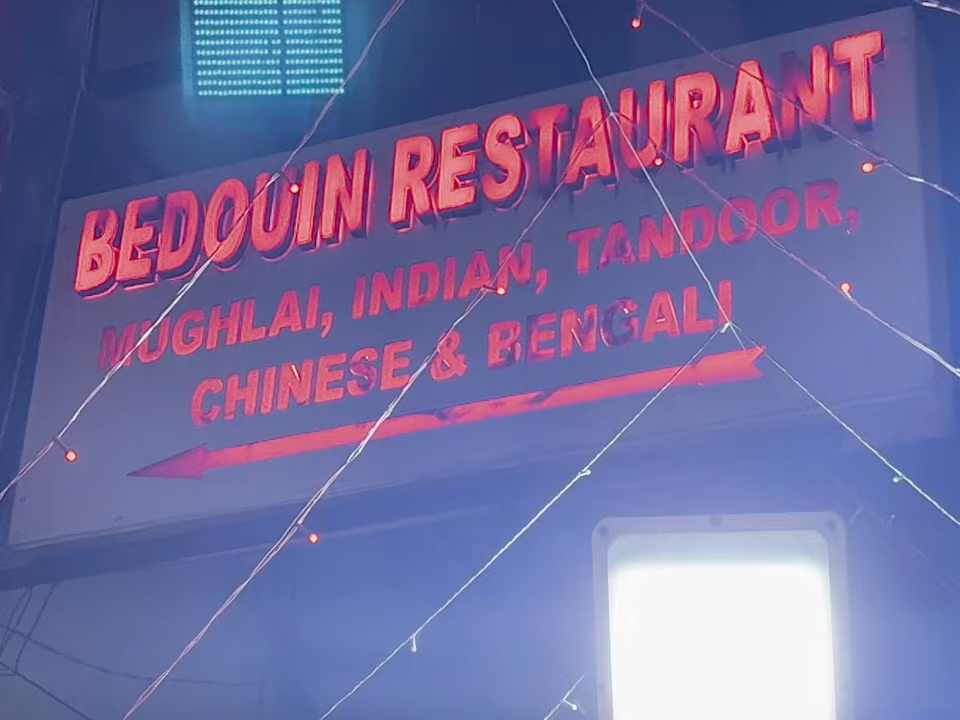 BEDOUIN RESTAURANT
MUGHLAI, INDIAN, TANDOOR,
CHINESE & BENGALI